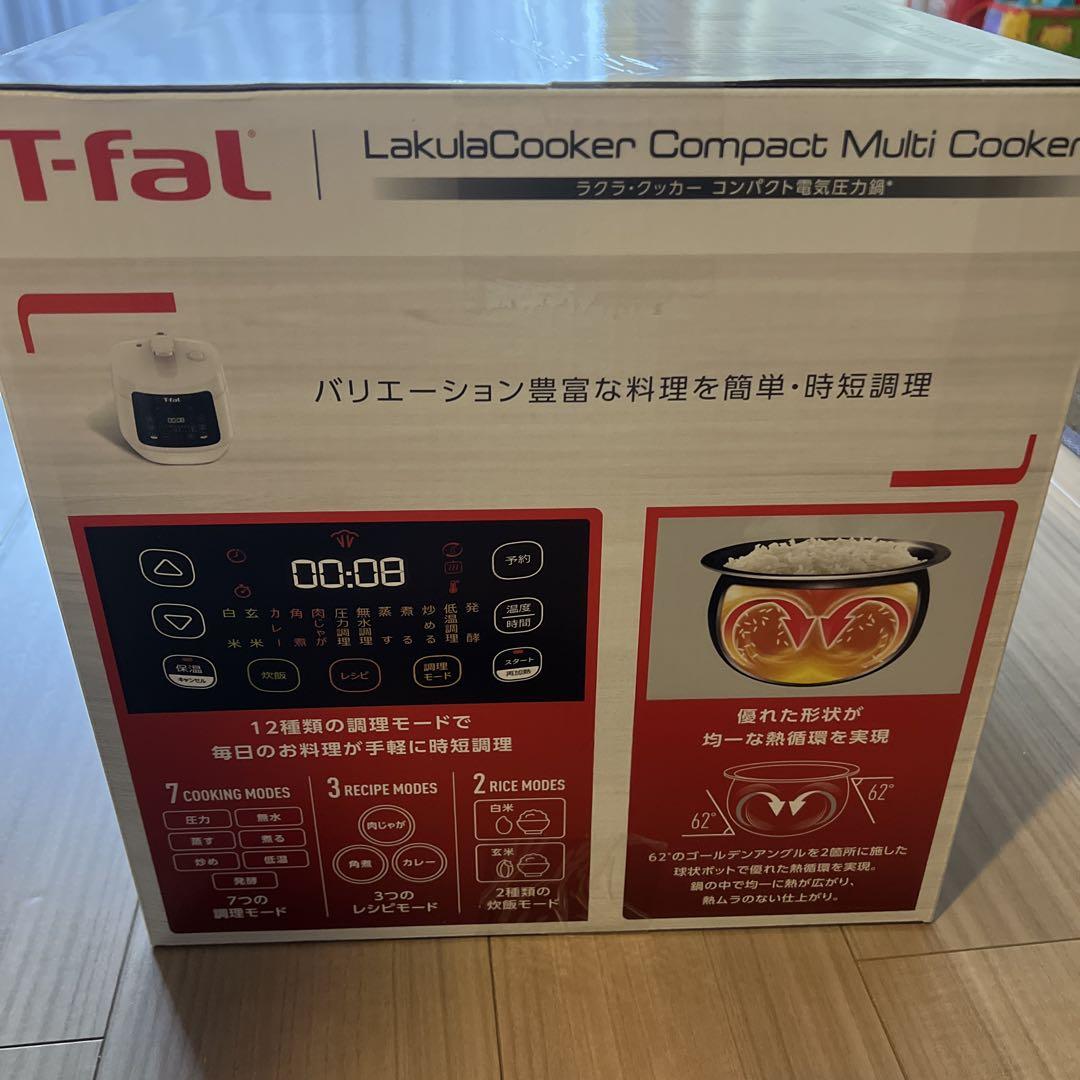 T-fal®
LakulaCooker Compact Multi Cooker
ラクラ・クッカー コンパクト電気圧力鍋*
T-fal
00:08
バリエーション豊富な料理を簡単・時短調理
00:08
予約
温度
時間
白米
玄米
カレー
角煮
肉じゃが
圧力調理
無水調理
蒸す
煮る
炒める
低温調理
発酵
保温
キャンセル
炊飯
レシピ
調理
モード
スタート
再加熱
12種類の調理モードで
毎日のお料理が手軽に時短調理
7 COOKING MODES
圧力
無水
蒸す
煮る
炒め
低温
発酵
7つの
調理モード
3 RECIPE MODES
肉じゃが
角煮
カレー
3つの
レシピモード
2 RICE MODES
白米
玄米
2種類の
炊飯モード
優れた形状が
均一な熱循環を実現
62°
62°
62°のゴールデンアングルを2箇所に施した
球状ポットで優れた熱循環を実現。
鍋の中で均一に熱が広がり、
熱ムラのない仕上がり。